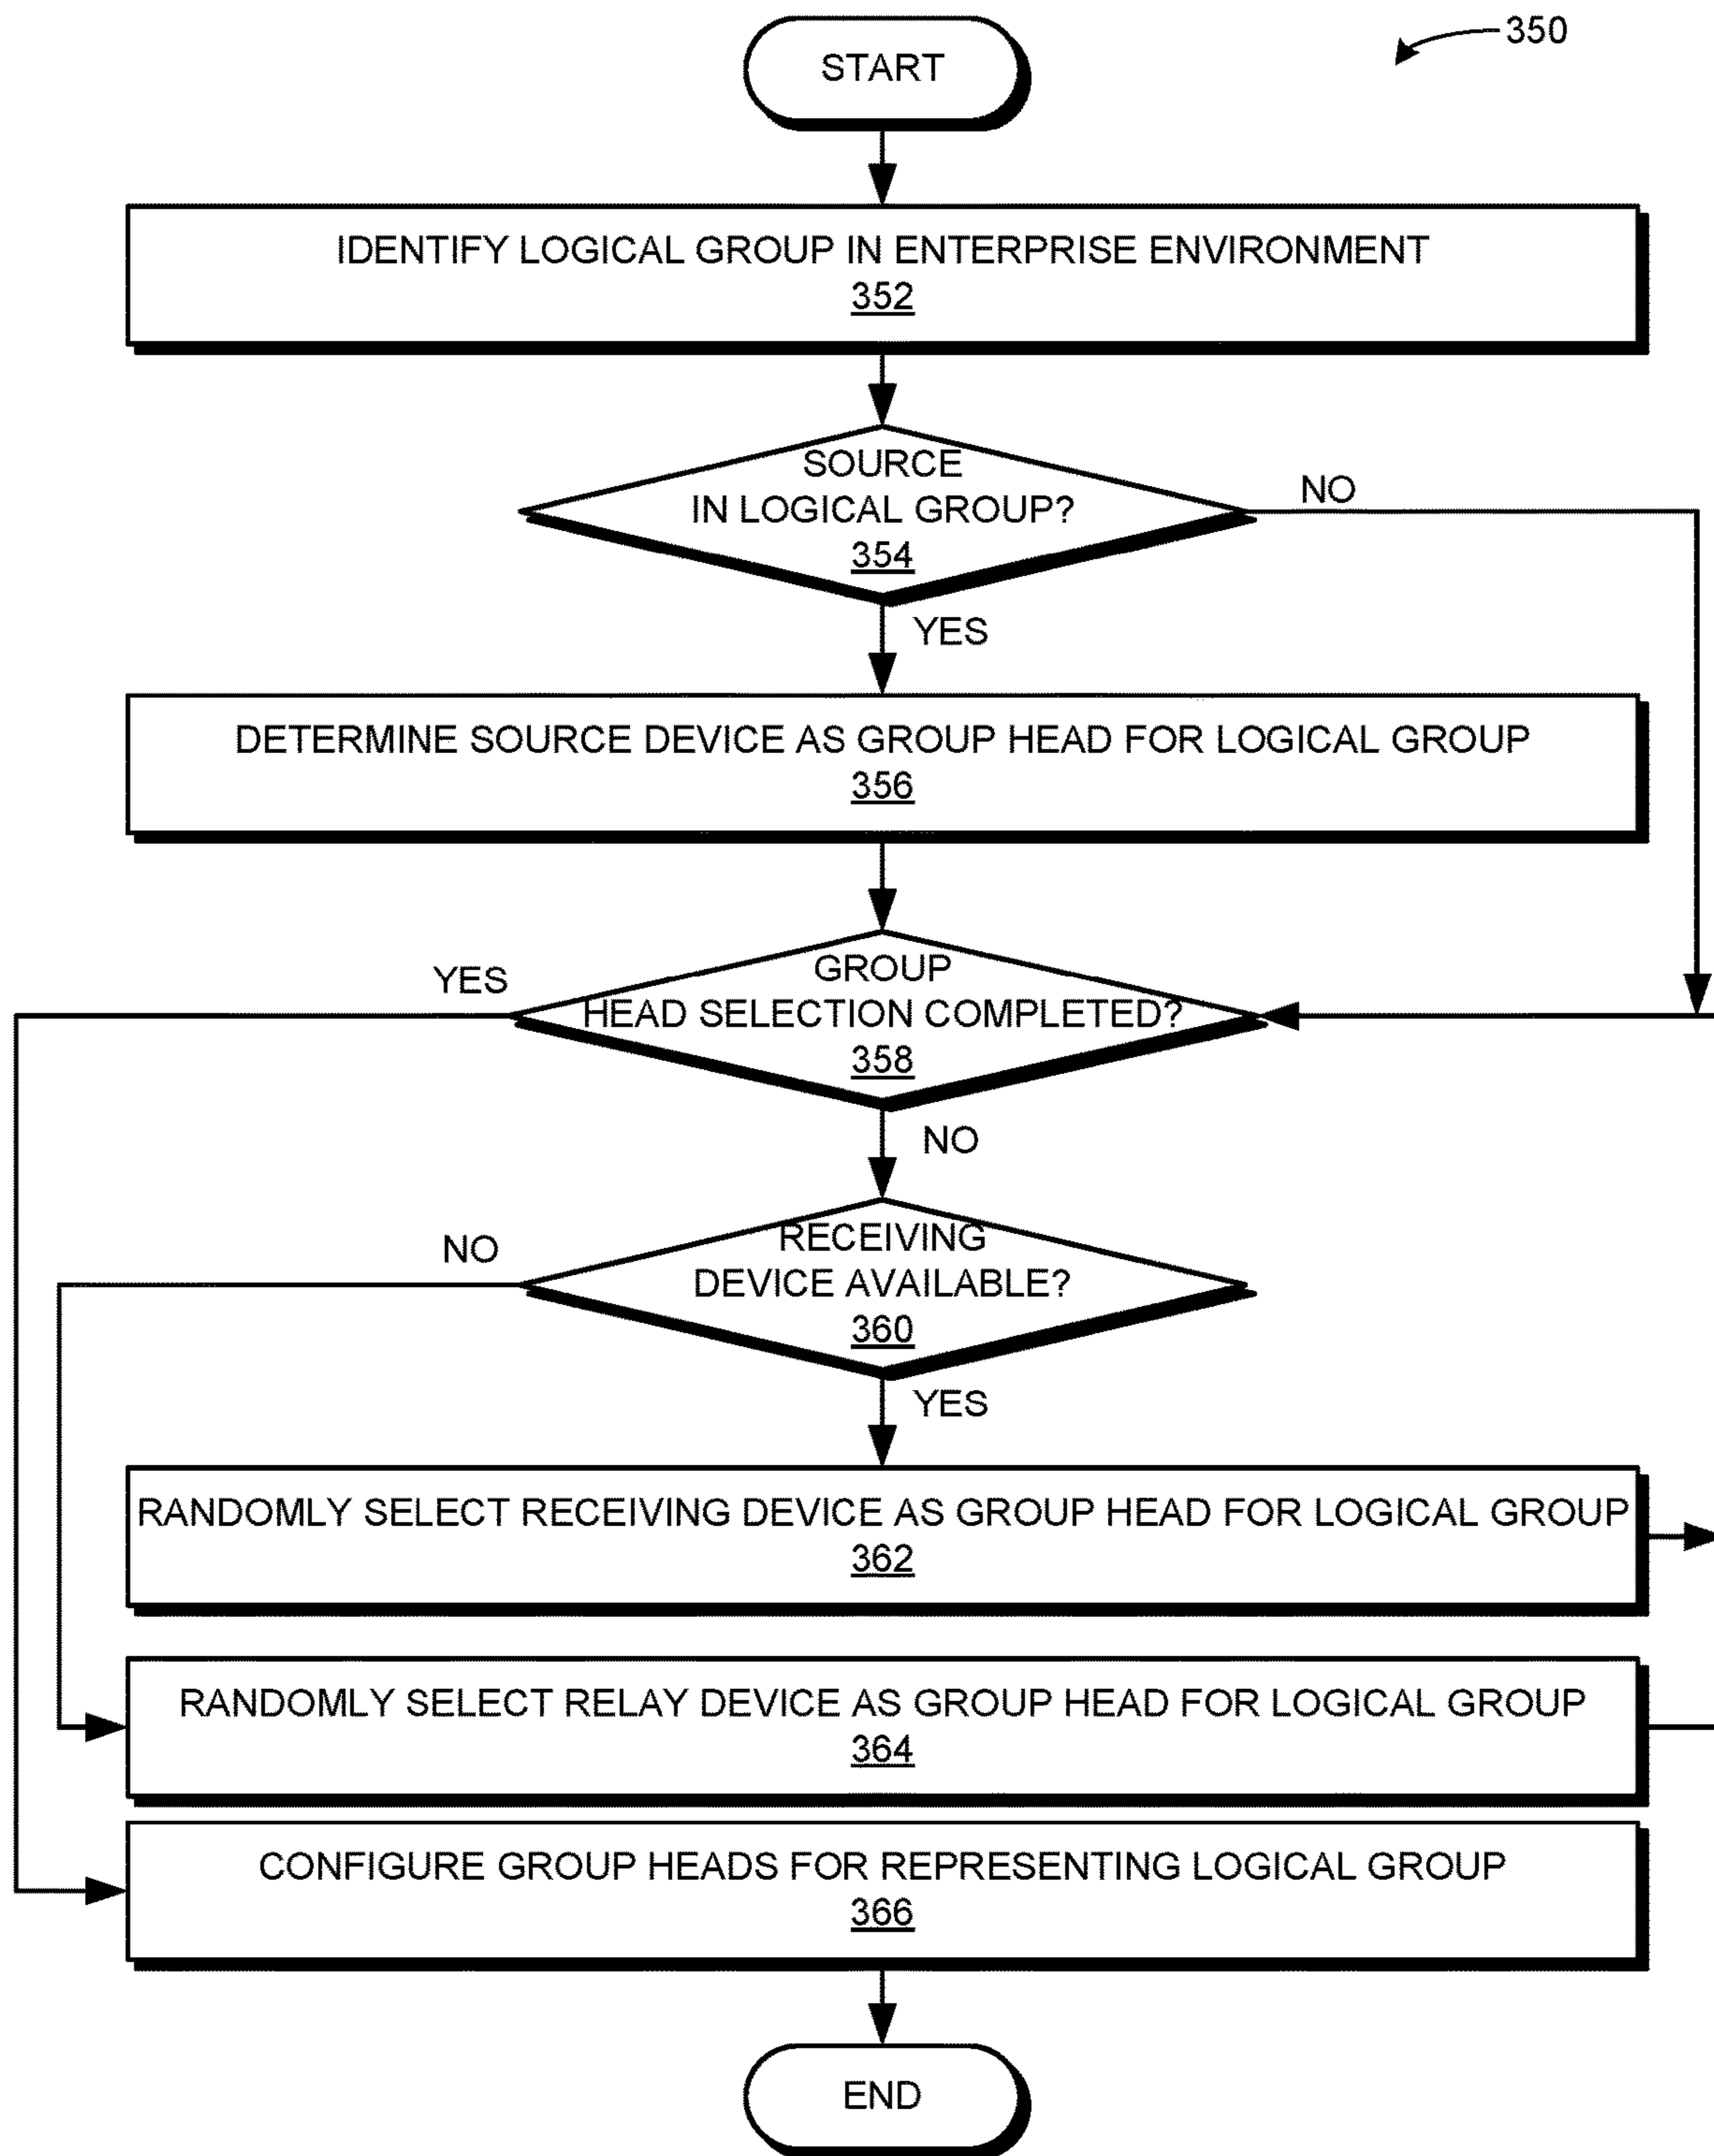 350
START
IDENTIFY LOGICAL GROUP IN ENTERPRISE ENVIRONMENT
352
SOURCE
IN LOGICAL GROUP?
354
NO
YES
DETERMINE SOURCE DEVICE AS GROUP HEAD FOR LOGICAL GROUP
356
YES
GROUP
HEAD SELECTION COMPLETED?
358
NO
NO
RECEIVING
DEVICE AVAILABLE?
360
YES
RANDOMLY SELECT RECEIVING DEVICE AS GROUP HEAD FOR LOGICAL GROUP
362
RANDOMLY SELECT RELAY DEVICE AS GROUP HEAD FOR LOGICAL GROUP
364
CONFIGURE GROUP HEADS FOR REPRESENTING LOGICAL GROUP
366
END